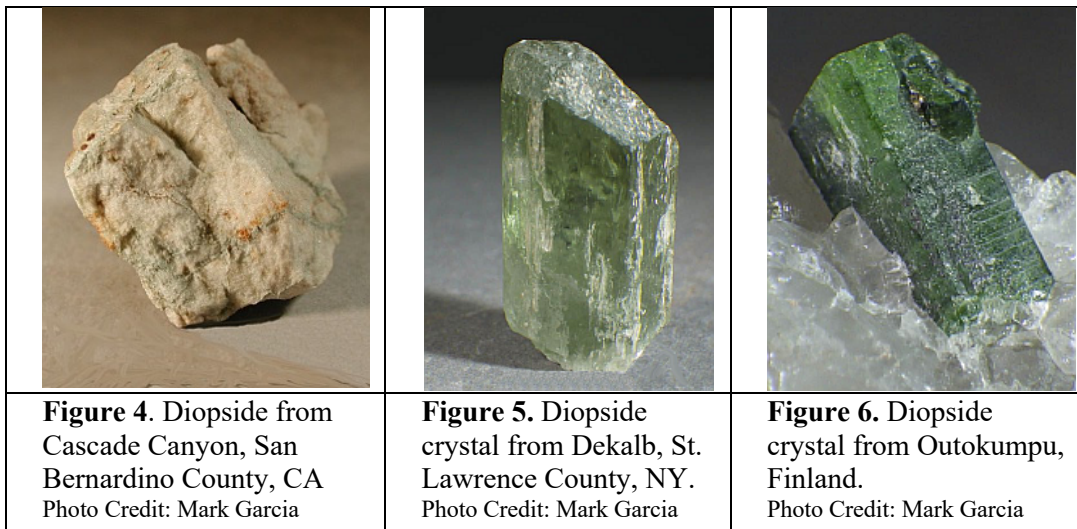 Figure 4. Diopside from
Cascade Canyon, San
Bernardino County, CA
Photo Credit: Mark Garcia
Figure 5. Diopside
crystal from Dekalb, St.
Lawrence County, NY.
Photo Credit: Mark Garcia
Figure 6. Diopside
crystal from Outokumpu,
Finland.
Photo Credit: Mark Garcia